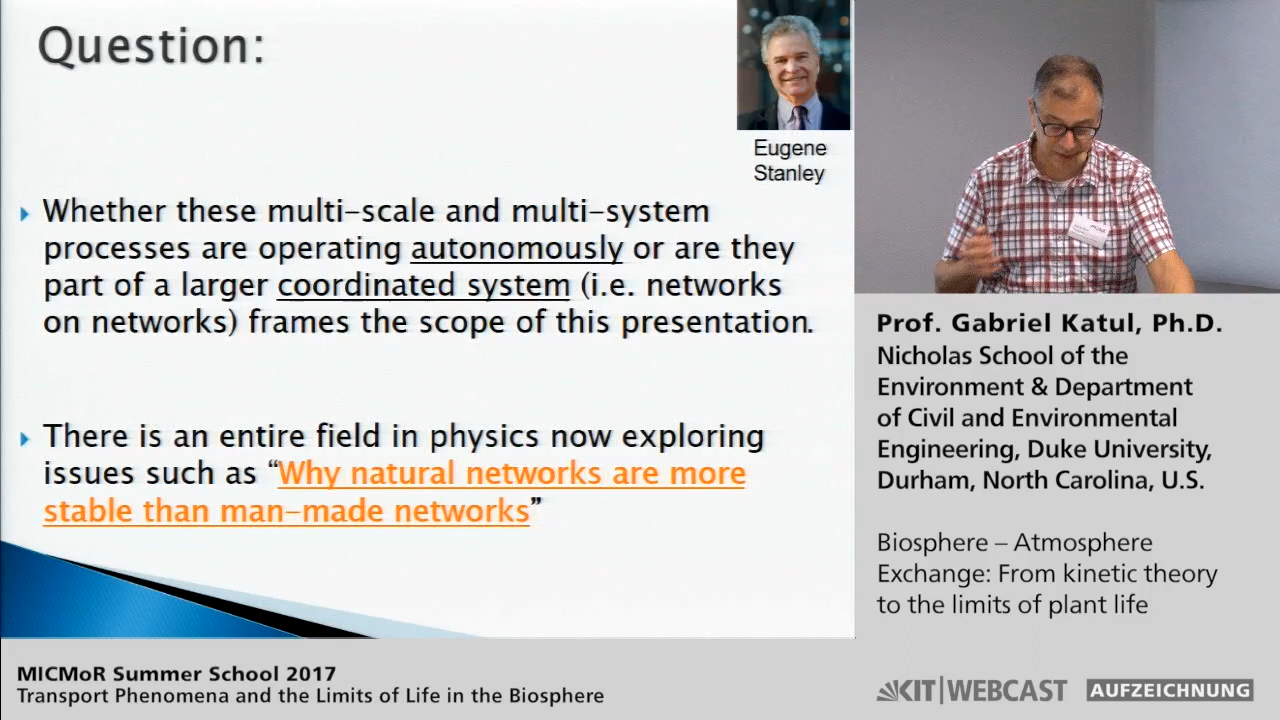 Question:
Eugene
Stanley
Whether these multi-scale and multi-system
processes are operating autonomously or are they
part of a larger coordinated system (i.e. networks
on networks) frames the scope of this presentation.
There is an entire field in physics now exploring
issues such as “Why natural networks are more
stable than man-made networks”
Prof. Gabriel Katul, Ph.D.
Nicholas School of the
Environment & Department
of Civil and Environmental
Engineering, Duke University,
Durham, North Carolina, U.S.
Biosphere – Atmosphere
Exchange: From kinetic theory
to the limits of plant life
MICMoR Summer School 2017
Transport Phenomena and the Limits of Life in the Biosphere
KIT|WEBCAST AUFZEICHNUNG